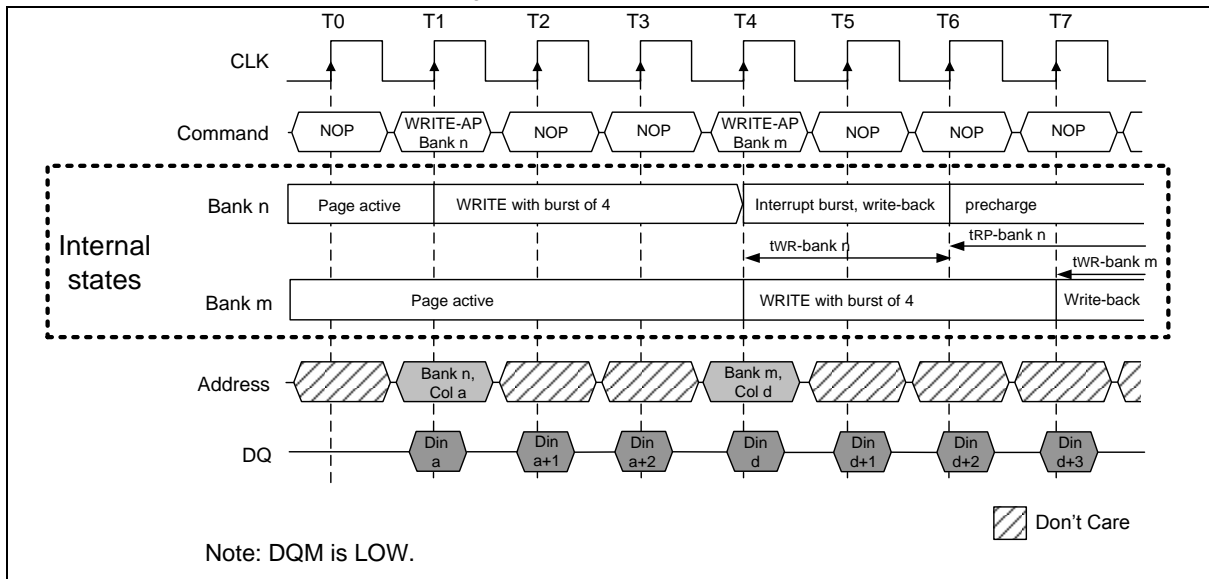 T0 T1 T2 T3 T4 T5 T6 T7
CLK
Command NOP WRITE-AP Bank n NOP NOP WRITE-AP Bank m NOP NOP NOP
Internal states
Bank n Page active WRITE with burst of 4 Interrupt burst, write-back precharge
tWR-bank n tRP-bank n
tWR-bank m
Bank m Page active WRITE with burst of 4 Write-back
Address Bank n, Col a Bank m, Col d
DQ Din a Din a+1 Din a+2 Din d Din d+1 Din d+2 Din d+3
Don't Care
Note: DQM is LOW.